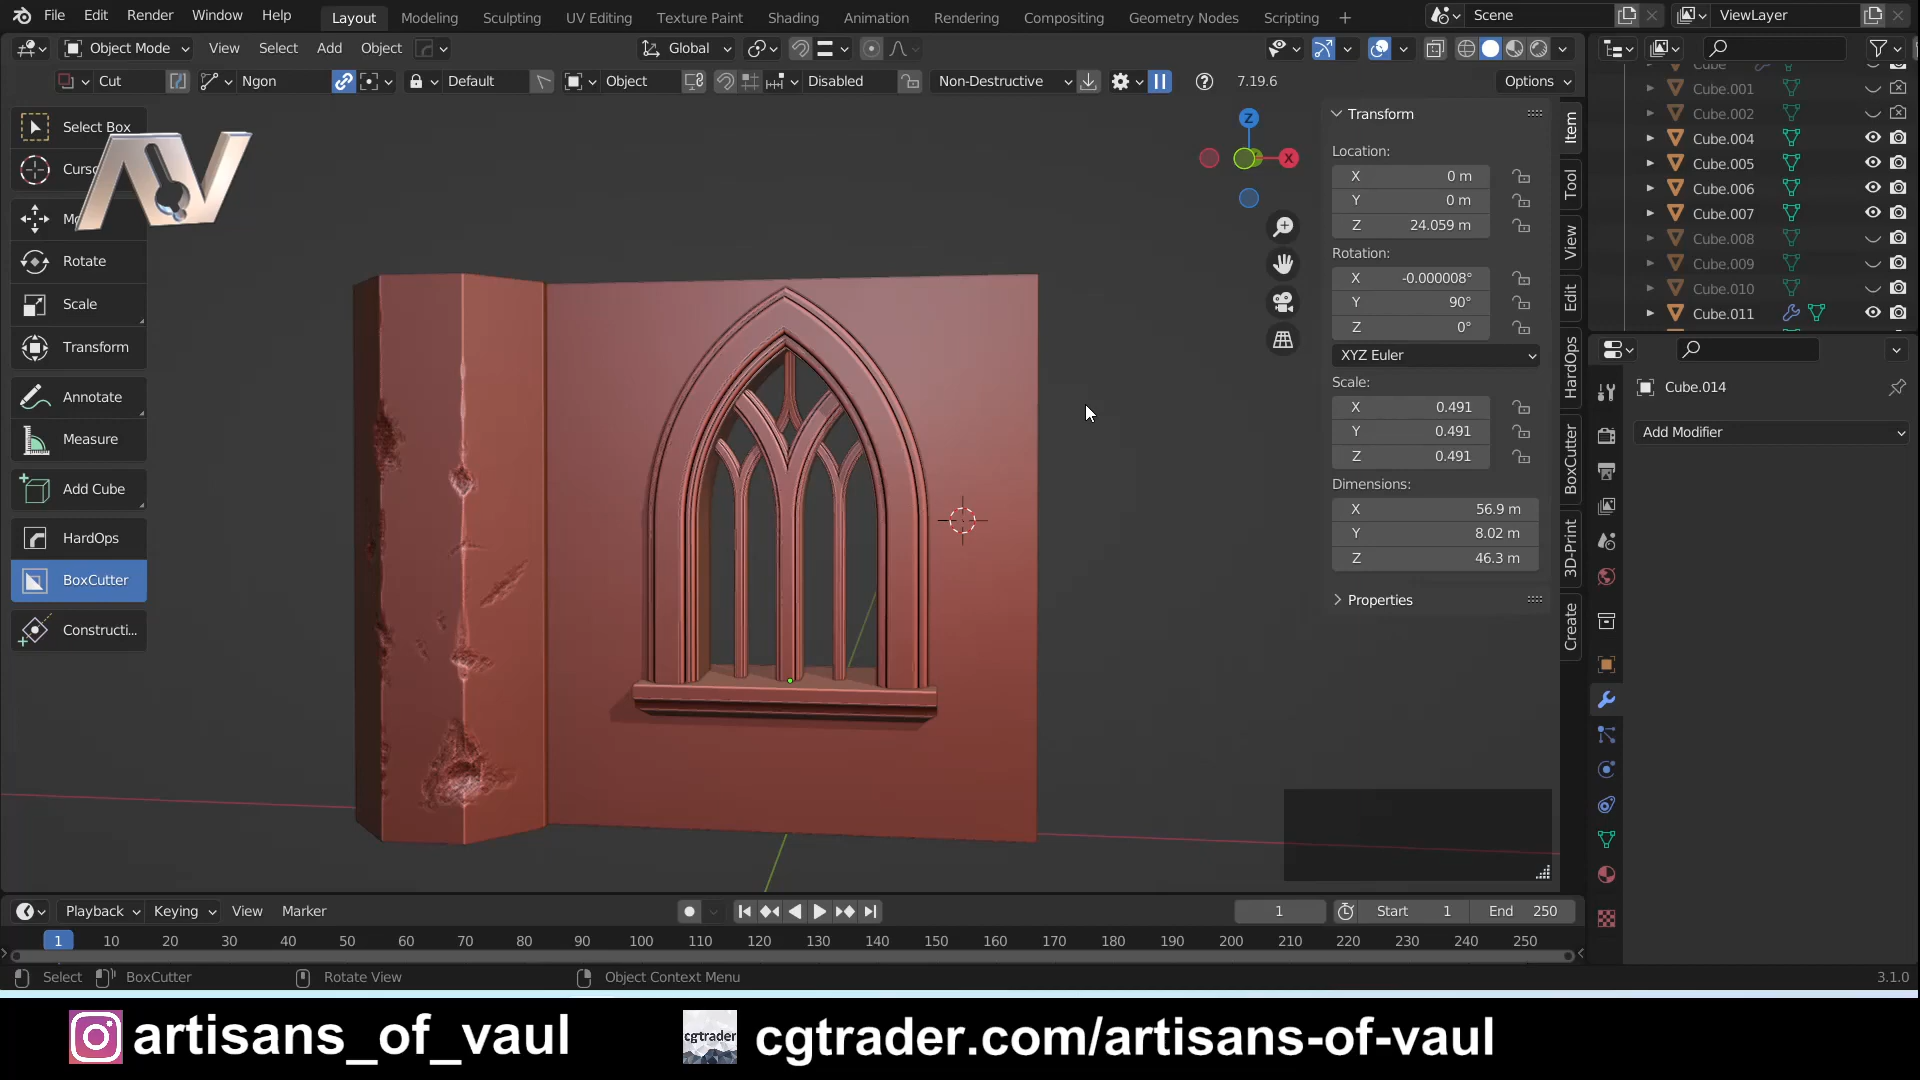 File Edit Render Window Help Layout Modeling Sculpting UV Editing Texture Paint Shading Animation Rendering Compositing Geometry Nodes Scripting + Scene ViewLayer
Object Mode View Select Add Object Global
Cut Ngon Default Object Disabled Non-Destructive 7.19.6 Options
Select Box
Move
Rotate
Scale
Transform
Annotate
Measure
Add Cube
HardOps
BoxCutter
Constructi...
AV
Z
X
Transform
Location:
X 0 m
Y 0 m
Z 24.059 m
Rotation:
X -0.000008°
Y 90°
Z 0°
XYZ Euler
Scale:
X 0.491
Y 0.491
Z 0.491
Dimensions:
X 56.9 m
Y 8.02 m
Z 46.3 m
Properties
Item
Tool
View
Edit
HardOps
BoxCutter
3D-Print
Create
Cube
Cube.001
Cube.002
Cube.004
Cube.005
Cube.006
Cube.007
Cube.008
Cube.009
Cube.010
Cube.011
Cube.014
Add Modifier
Playback Keying View Marker 1 Start 1 End 250
1 10 20 30 40 50 60 70 80 90 100 110 120 130 140 150 160 170 180 190 200 210 220 230 240 250
Select BoxCutter Rotate View Object Context Menu 3.1.0
artisans_of_vaul cgtrader cgtrader.com/artisans-of-vaul